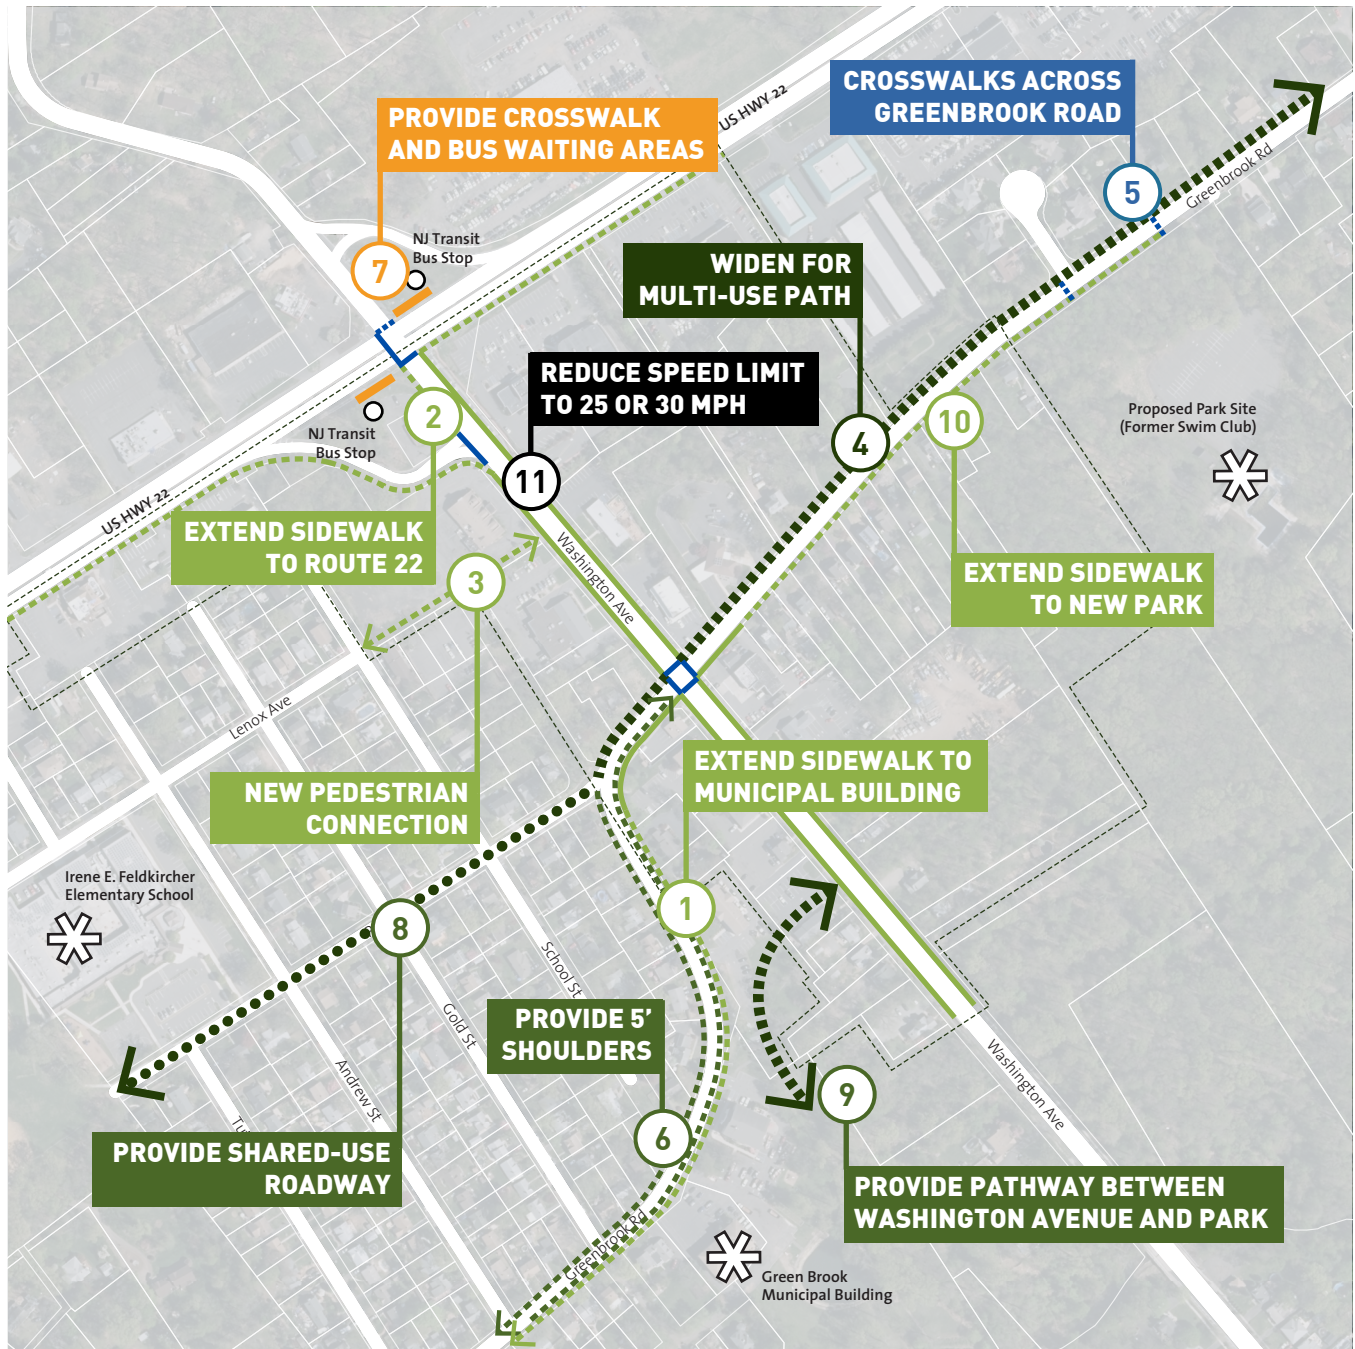 CROSSWALKS ACROSS
GREENBROOK ROAD
US HWY 22
PROVIDE CROSSWALK
AND BUS WAITING AREAS
5
Greenbrook Rd
NJ Transit
Bus Stop
7
WIDEN FOR
MULTI-USE PATH
REDUCE SPEED LIMIT
TO 25 OR 30 MPH
2
10
4
Proposed Park Site
(Former Swim Club)
NJ Transit
Bus Stop
11
US HWY 22
EXTEND SIDEWALK
TO ROUTE 22
Washington Ave
3
EXTEND SIDEWALK
TO NEW PARK
Lenox Ave
NEW PEDESTRIAN
CONNECTION
EXTEND SIDEWALK TO
MUNICIPAL BUILDING
Irene E. Feldkircher
Elementary School
1
8
School St
Gold St
PROVIDE 5’
SHOULDERS
Andrew St
Washington Ave
9
6
Tu
PROVIDE SHARED-USE
ROADWAY
PROVIDE PATHWAY BETWEEN
WASHINGTON AVENUE AND PARK
Greenbrook Rd
Green Brook
Municipal Building